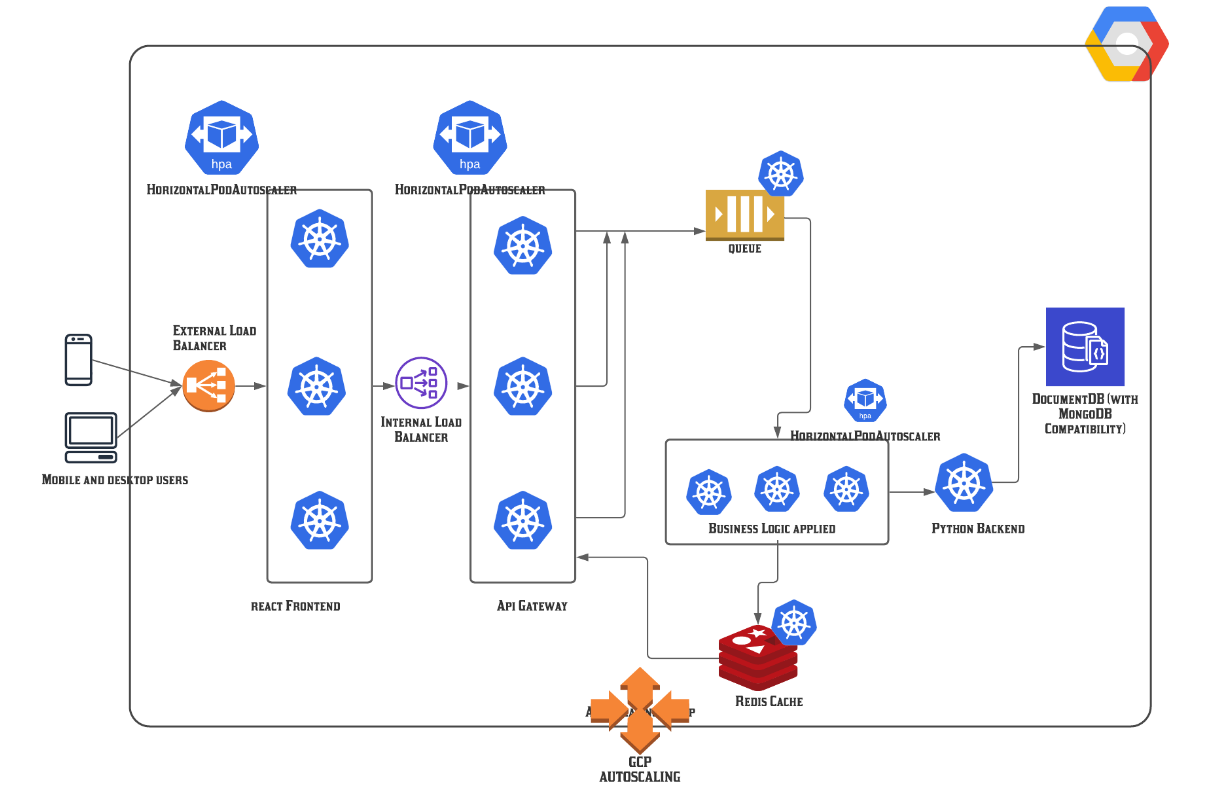 hpa
HorizontalPodAutoscaler
hpa
HorizontalPodAutoscaler
Queue
External Load
Balancer
Internal Load
Balancer
Mobile and desktop users
DocumentDB (with
MongoDB
Compatibility)
hpa
HorizontalPodAutoscaler
Business Logic applied
Python Backend
react Frontend
Api Gateway
Redis Cache
GCP
Autoscaling